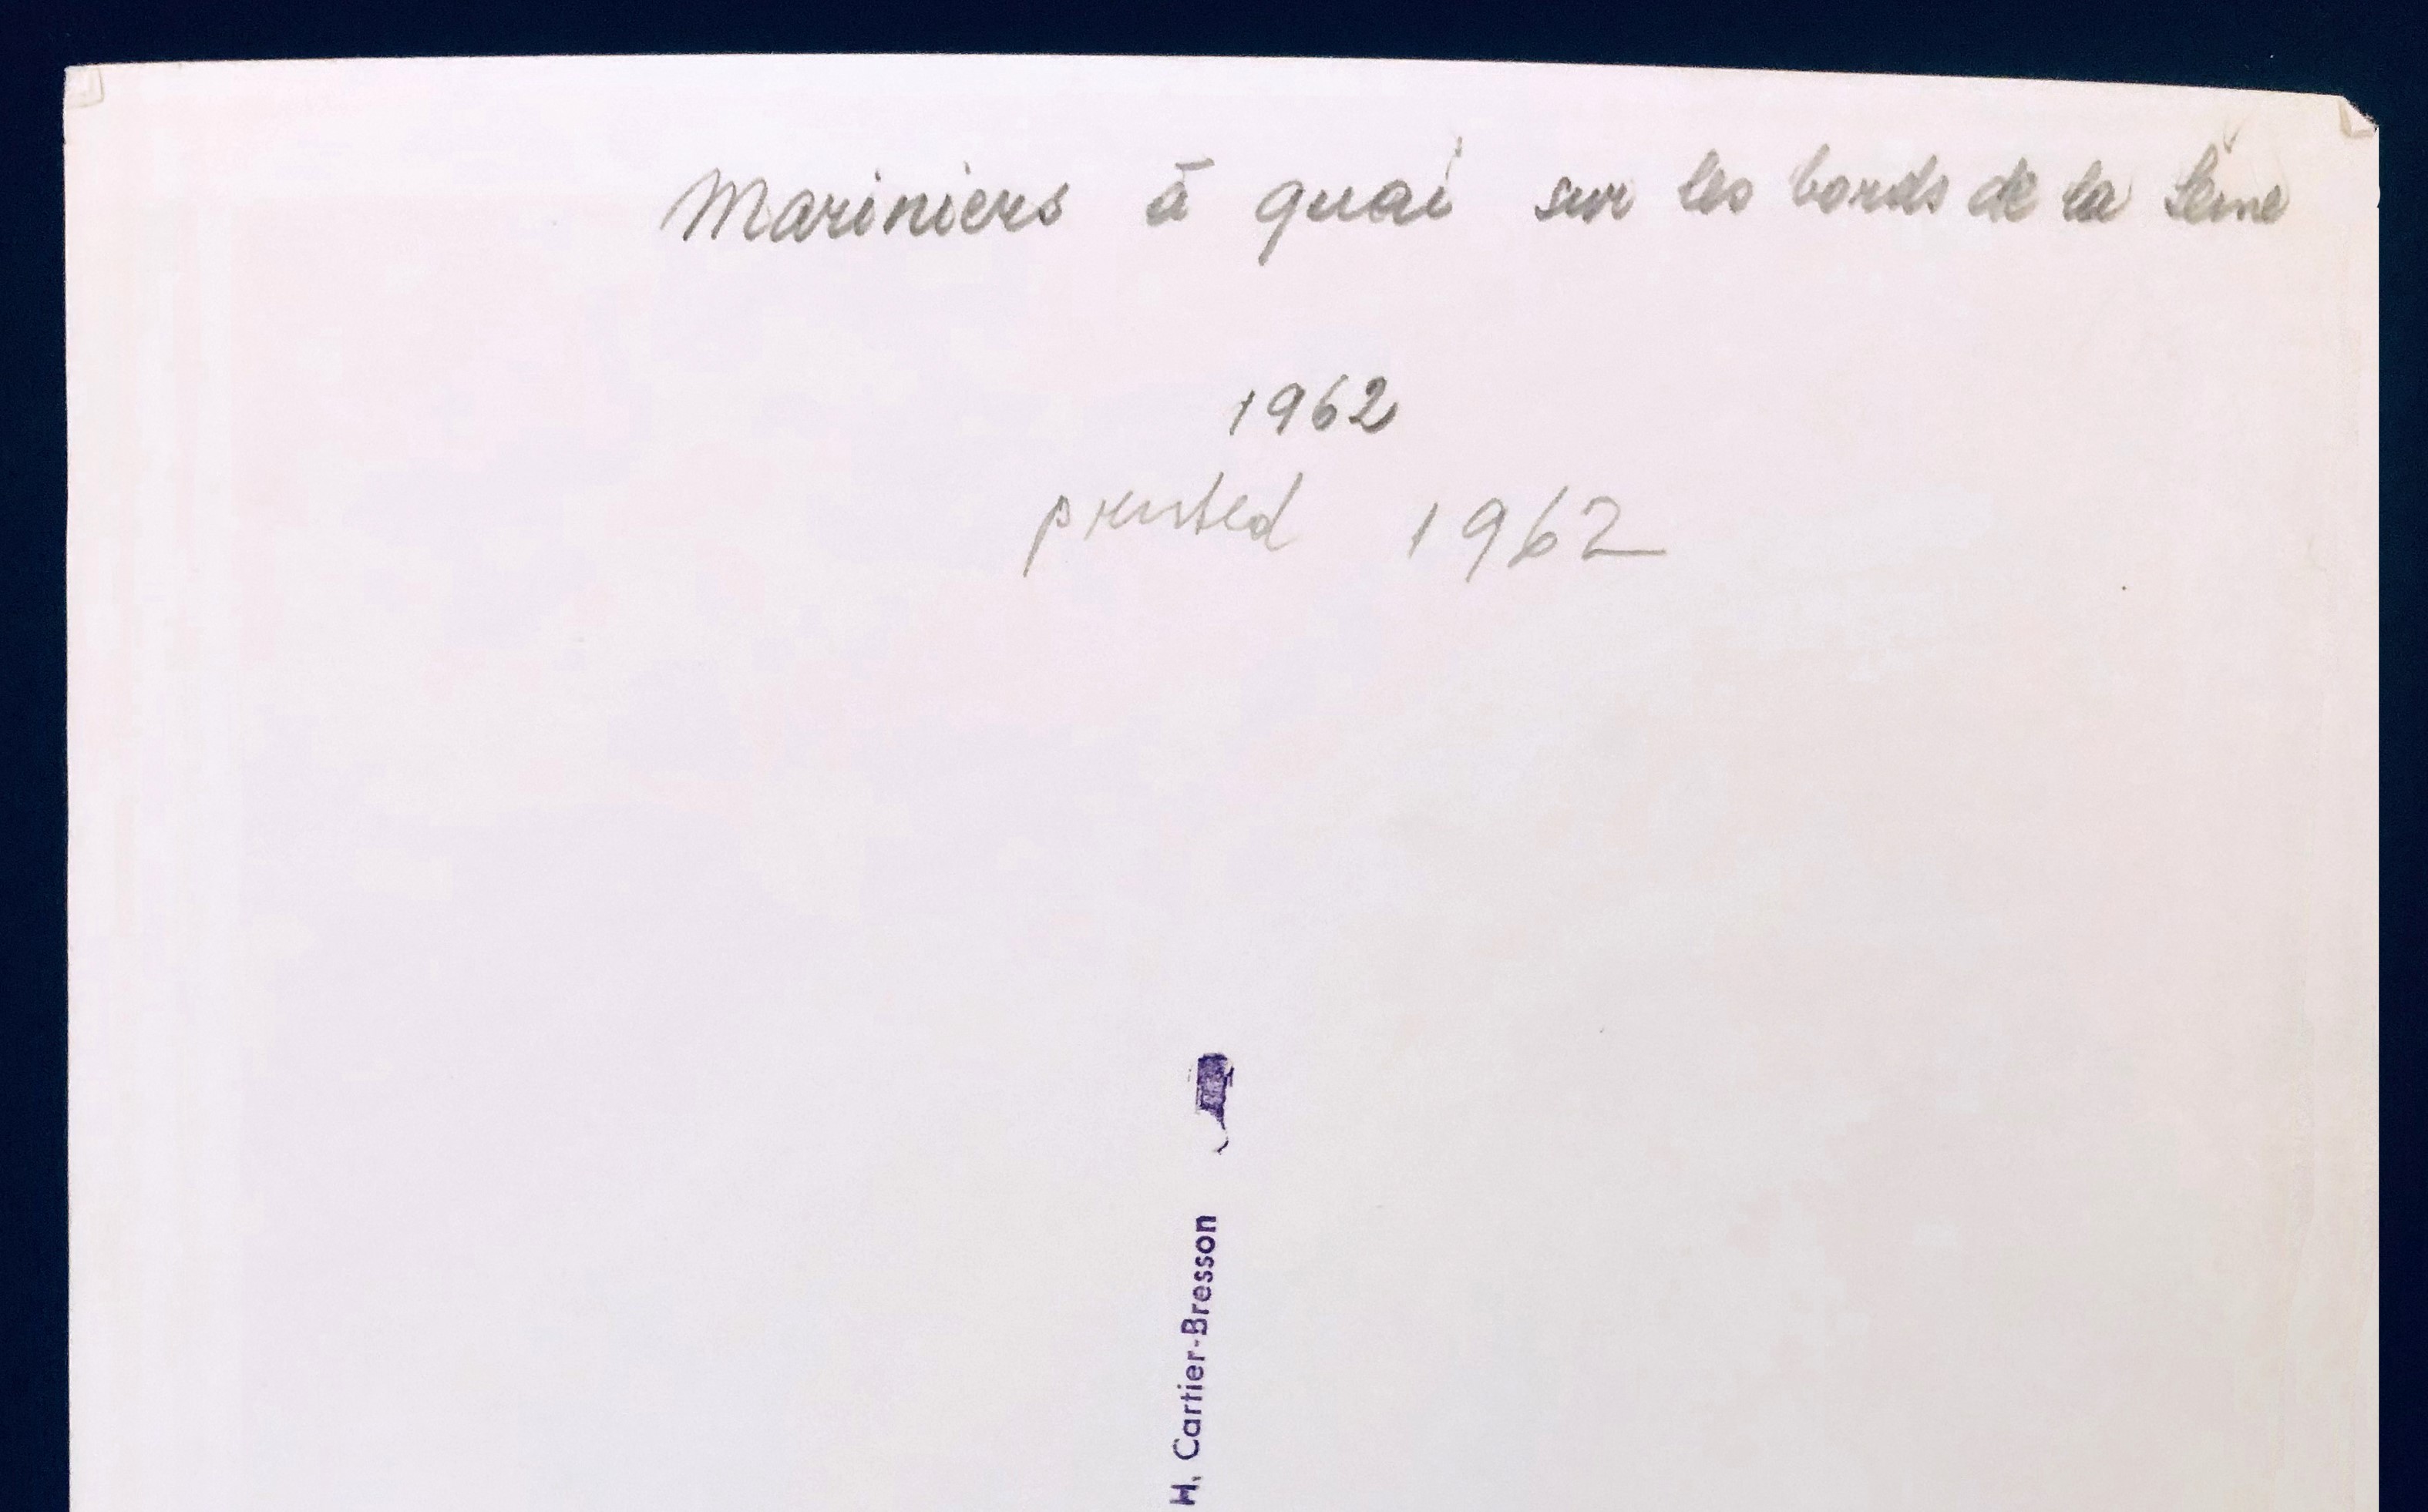 Mariniers à quai sur les bords de la Seine
1962
printed 1962
H. Cartier-Bresson